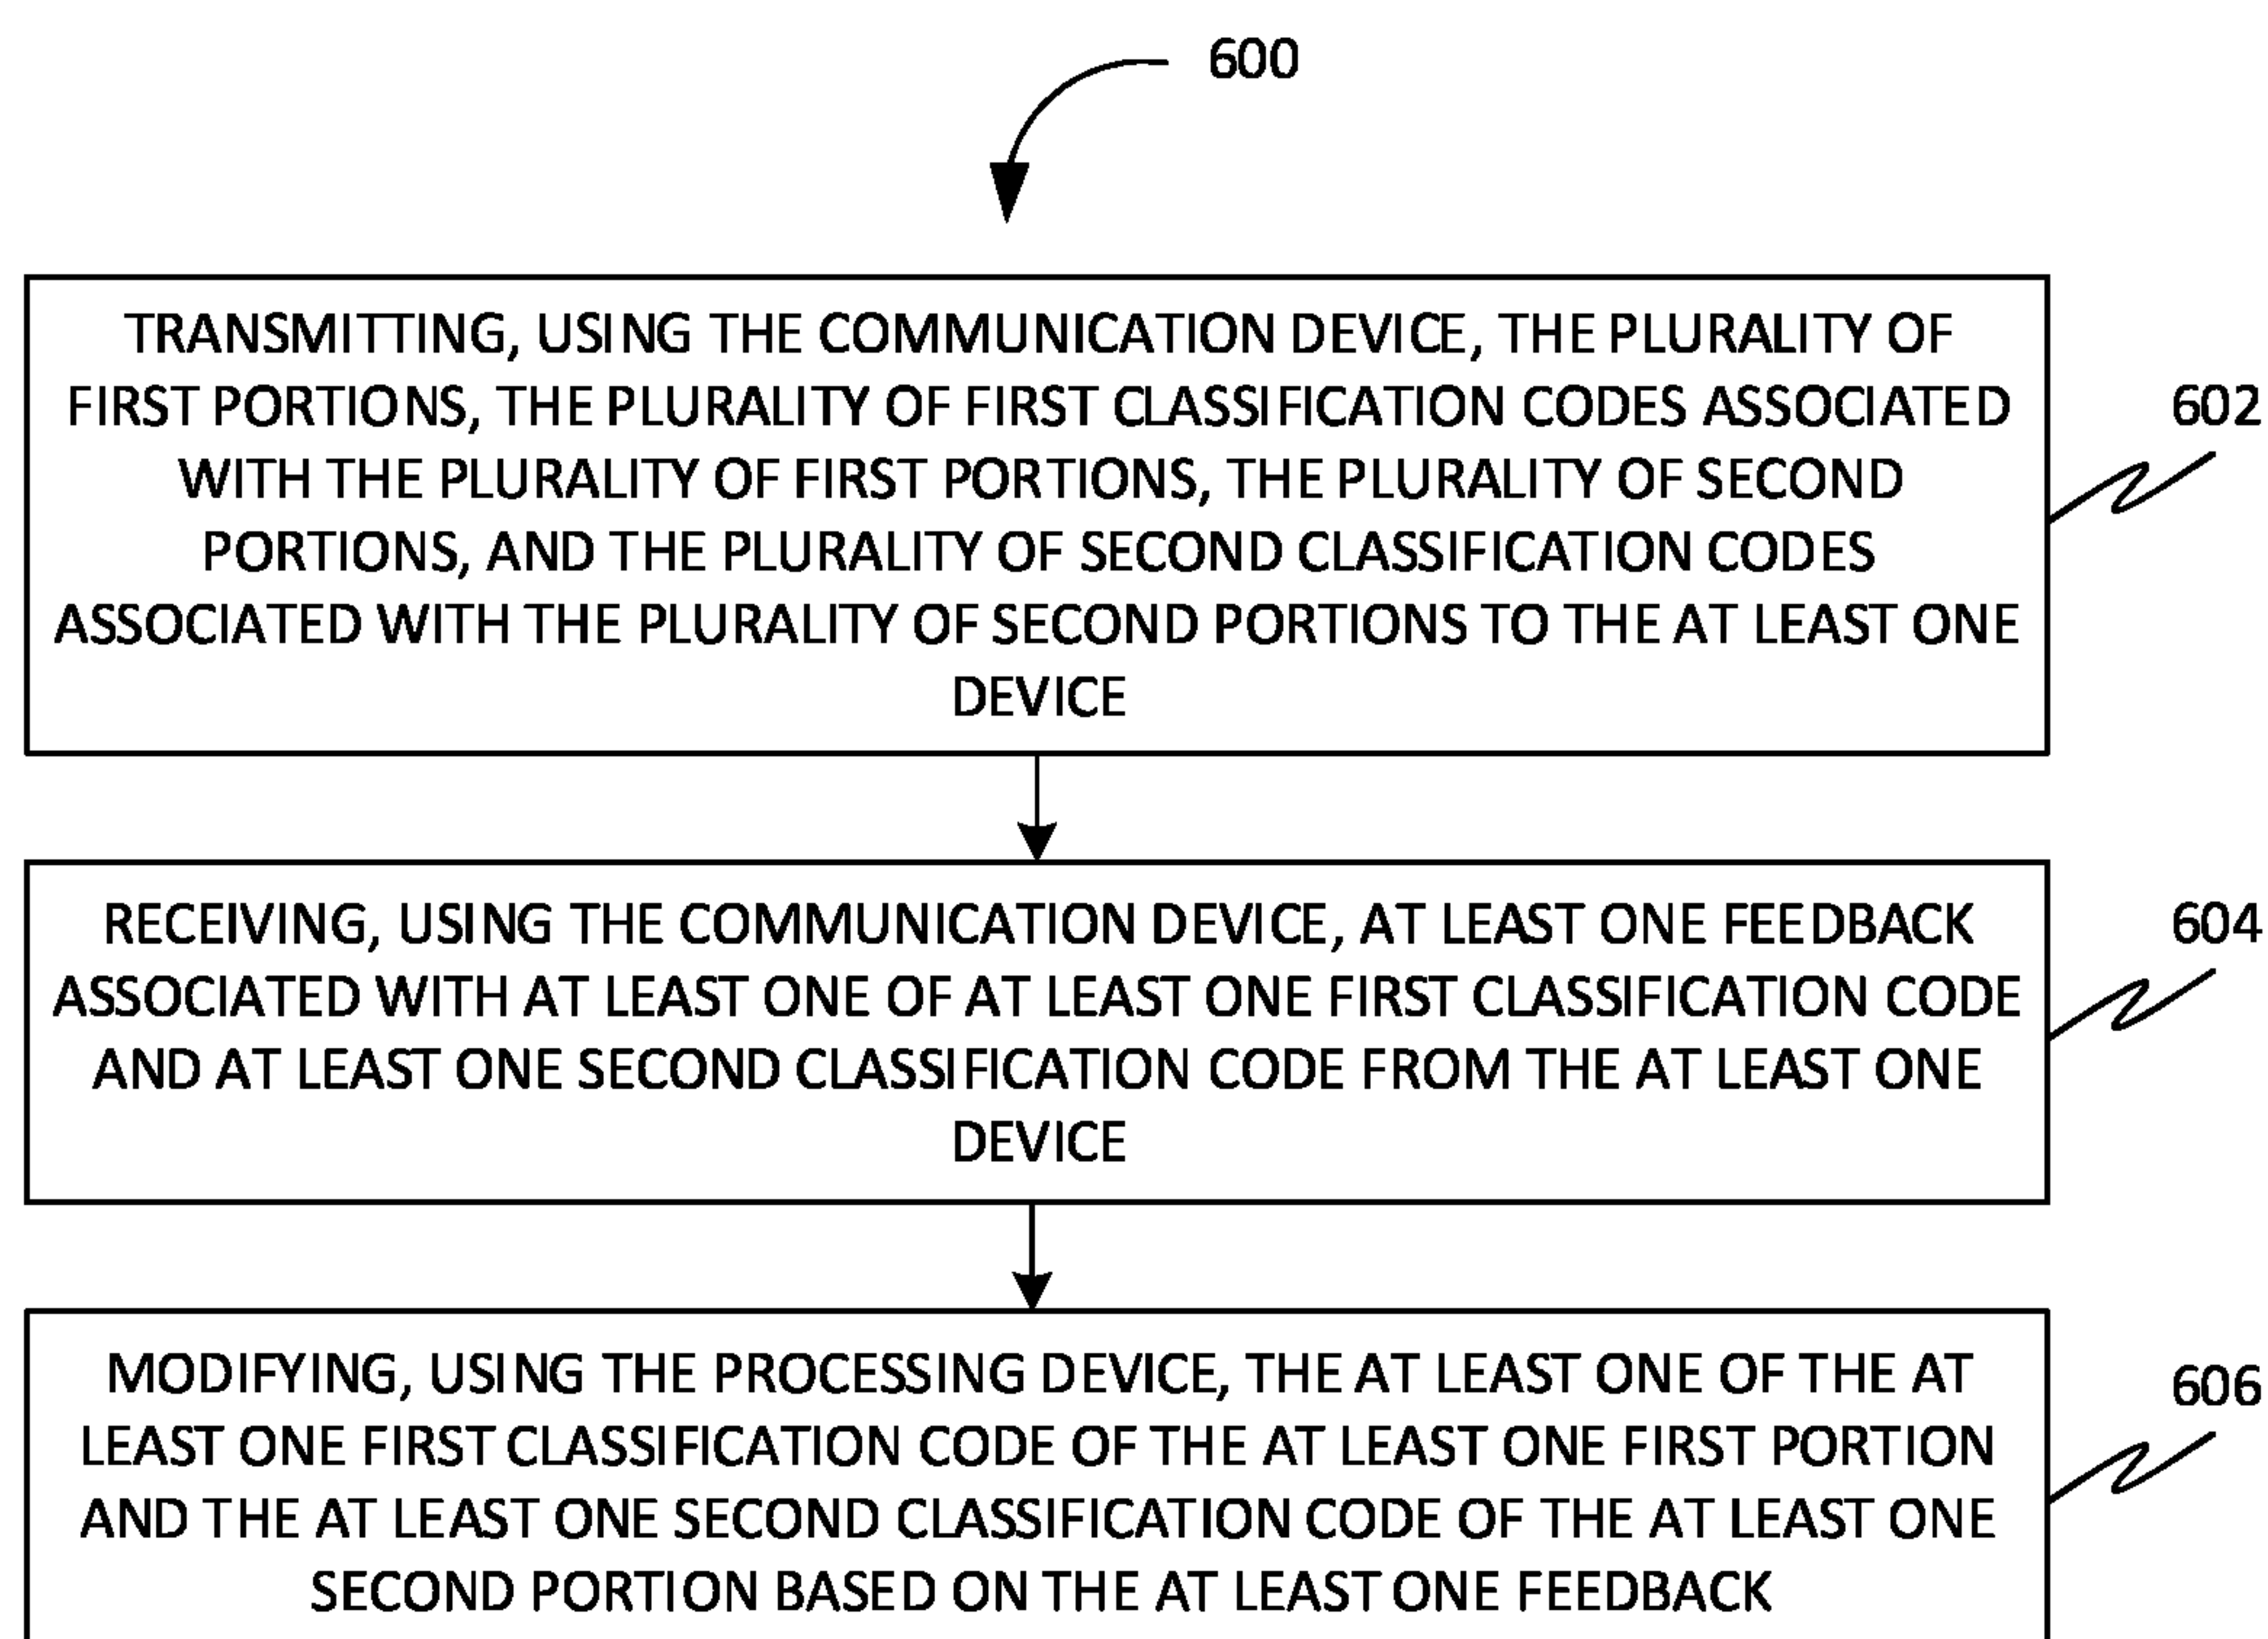 600
TRANSMITTING, USING THE COMMUNICATION DEVICE, THE PLURALITY OF
FIRST PORTIONS, THE PLURALITY OF FIRST CLASSIFICATION CODES ASSOCIATED
WITH THE PLURALITY OF FIRST PORTIONS, THE PLURALITY OF SECOND
PORTIONS, AND THE PLURALITY OF SECOND CLASSIFICATION CODES
ASSOCIATED WITH THE PLURALITY OF SECOND PORTIONS TO THE AT LEAST ONE
DEVICE
602
RECEIVING, USING THE COMMUNICATION DEVICE, AT LEAST ONE FEEDBACK
ASSOCIATED WITH AT LEAST ONE OF AT LEAST ONE FIRST CLASSIFICATION CODE
AND AT LEAST ONE SECOND CLASSIFICATION CODE FROM THE AT LEAST ONE
DEVICE
604
MODIFYING, USING THE PROCESSING DEVICE, THE AT LEAST ONE OF THE AT
LEAST ONE FIRST CLASSIFICATION CODE OF THE AT LEAST ONE FIRST PORTION
AND THE AT LEAST ONE SECOND CLASSIFICATION CODE OF THE AT LEAST ONE
SECOND PORTION BASED ON THE AT LEAST ONE FEEDBACK
606